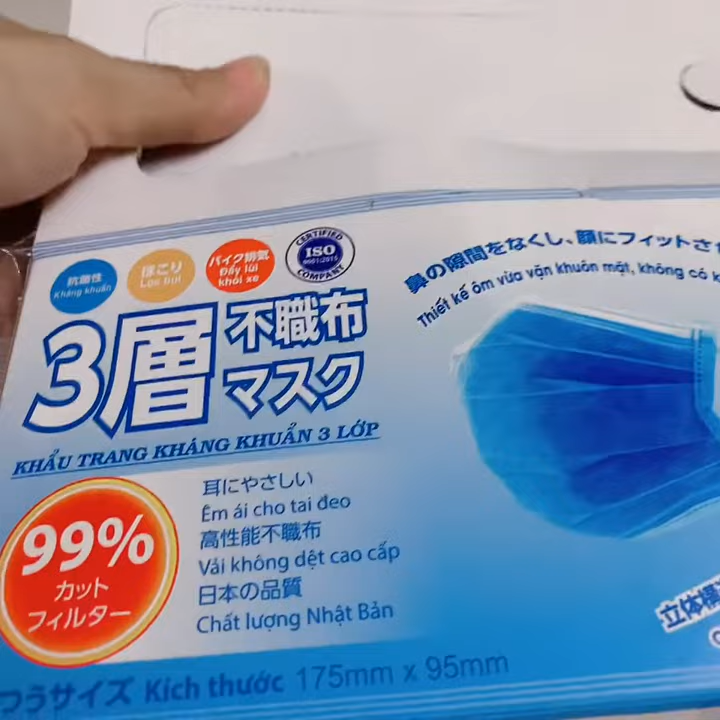 抗菌性
Kháng khuẩn
ほこり
Lọc bụi
バイク排気
Đẩy lùi
khói xe
CERTIFIED
ISO
9001:2015
COMPANY
鼻の隙間をなくし、顔にフィットさ
Thiết kế ôm vừa vặn khuôn mặt, không có k
3層不職布
マスク
KHẨU TRANG KHÁNG KHUẨN 3 LỚP
99%
カット
フィルター
耳にやさしい
Êm ái cho tai đeo
高性能不職布
Vải không dệt cao cấp
日本の品質
Chất lượng Nhật Bản
立体構
つうサイズ Kích thước 175mm x 95mm